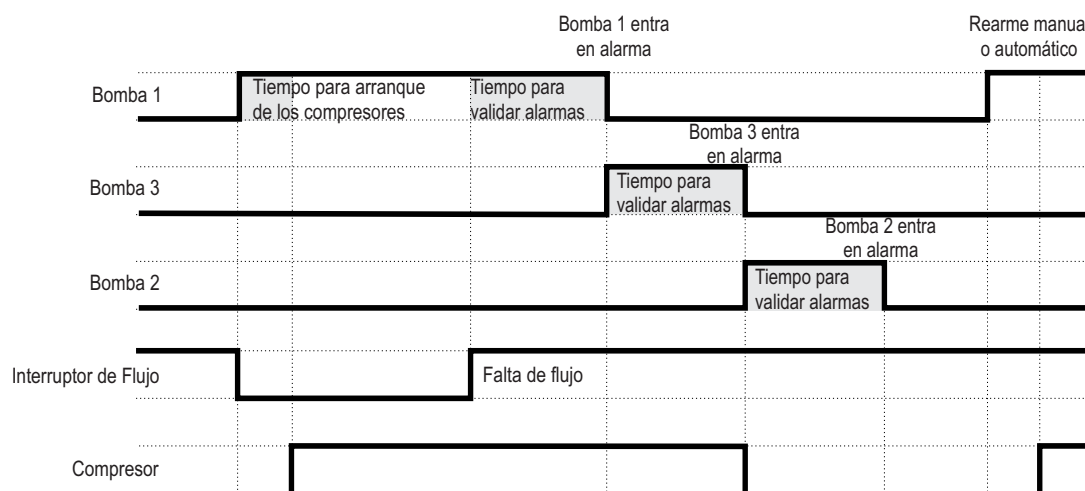 Bomba 1 entra
en alarma
Rearme manua
o automático
Bomba 1
Tiempo para arranque
de los compresores
Tiempo para
validar alarmas
Bomba 3 entra
en alarma
Bomba 3
Tiempo para
validar alarmas
Bomba 2 entra
en alarma
Bomba 2
Tiempo para
validar alarmas
Interruptor de Flujo
Falta de flujo
Compresor